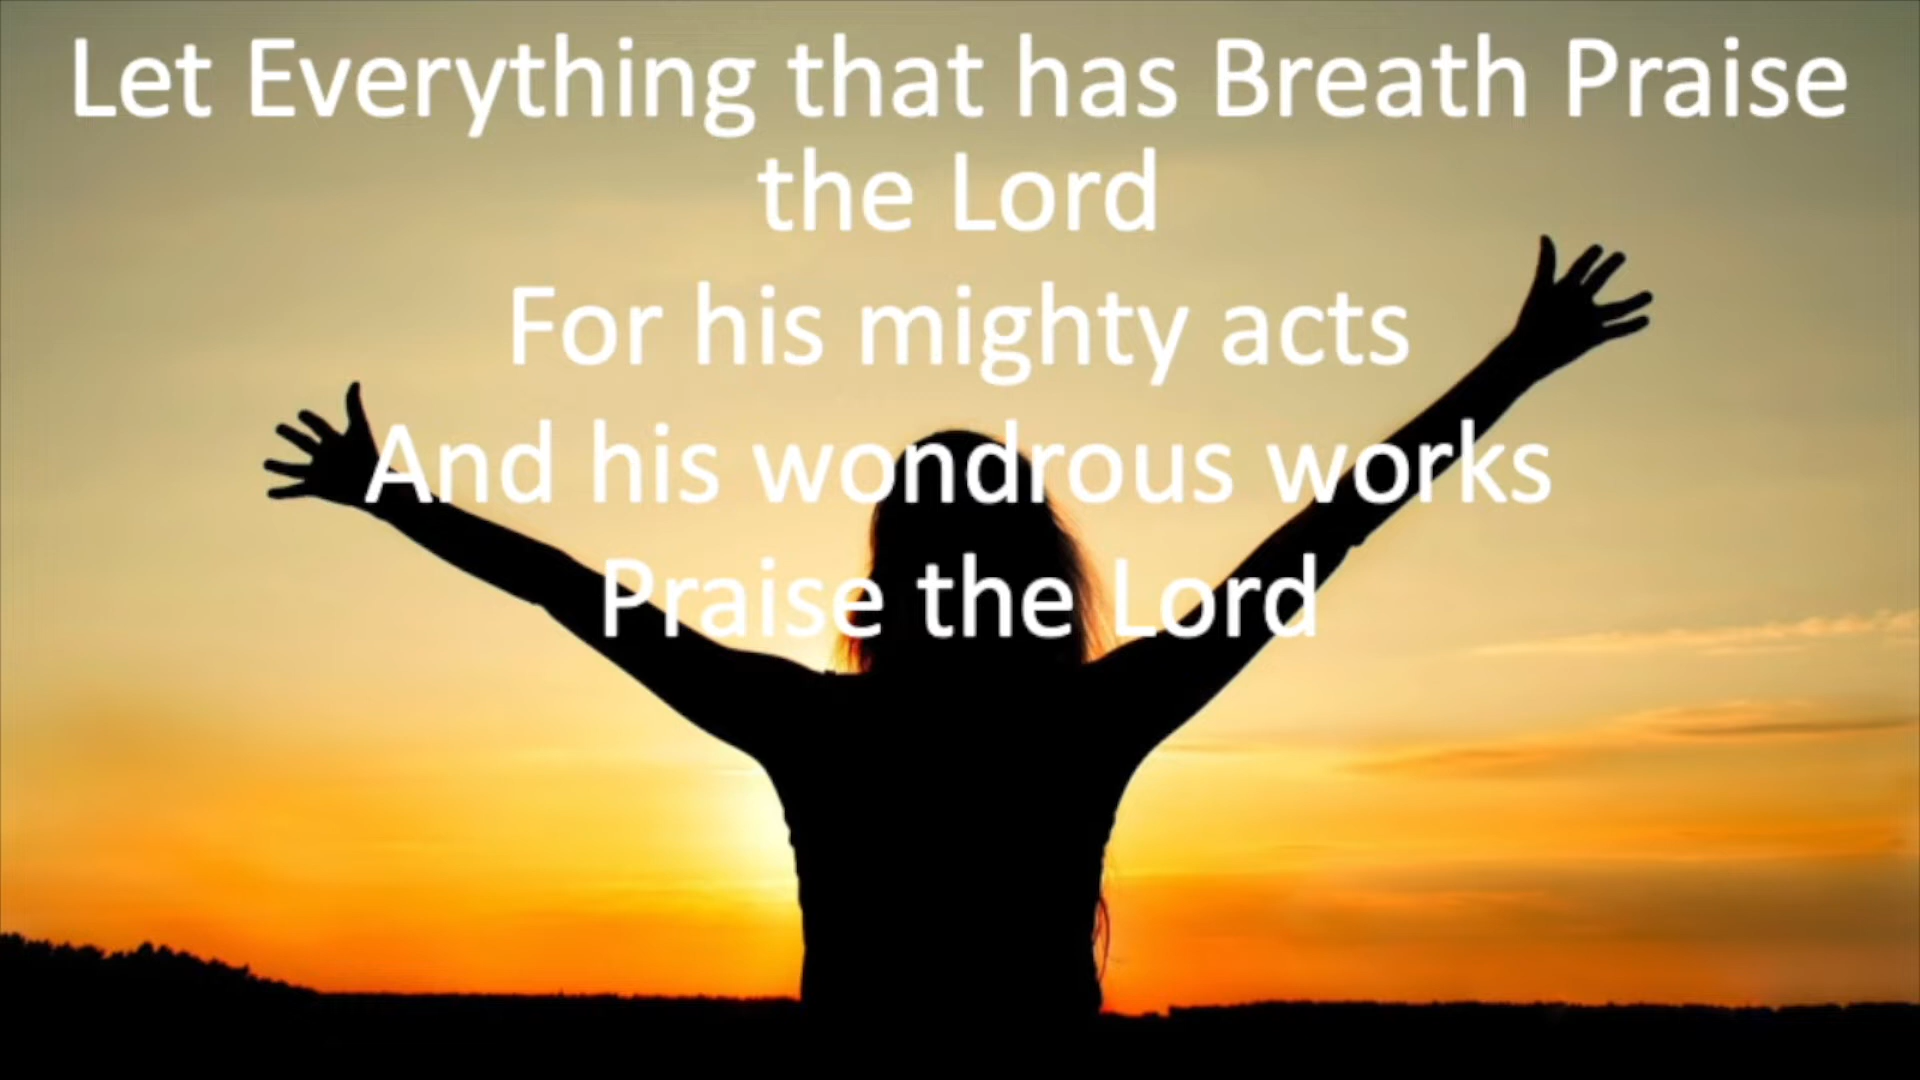 Let Everything that has Breath Praise
the Lord
For his mighty acts
And his wondrous works
Praise the Lord